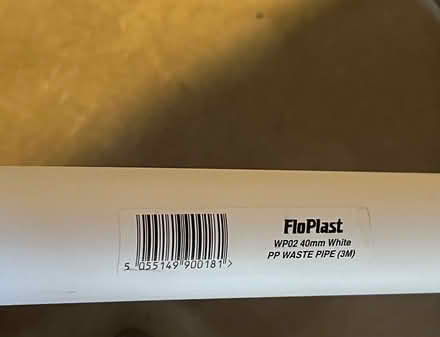 FloPlast
WP02 40mm White
PP WASTE PIPE (3M)
5 055149 900181 >